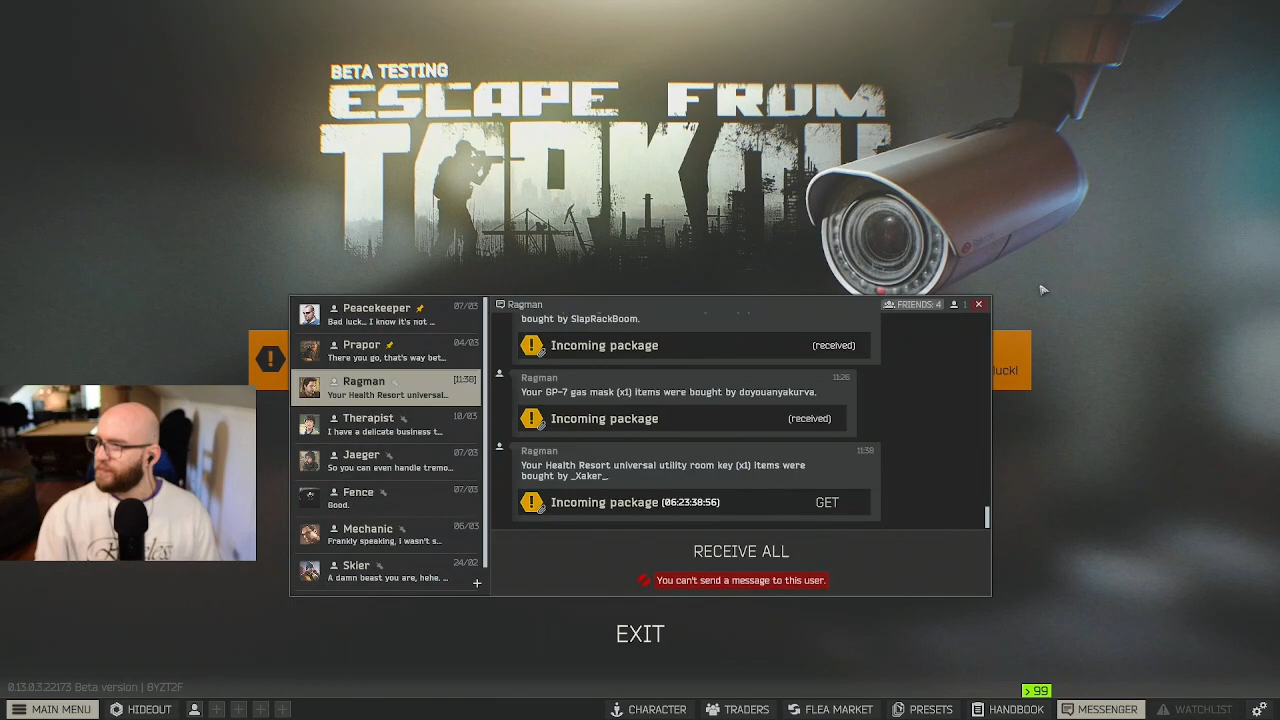 BETA TESTING
ESCAPE FROM
TARKOV
Peacekeeper
07/03
Bad luck... I know it's not ...
Prapor
04/03
There you go, that's way bet...
Ragman
[11:38]
Your Health Resort universal...
Therapist
10/03
I have a delicate business t...
Jaeger
07/03
So you can even handle tremo...
Fence
07/03
Good.
Mechanic
06/03
Frankly speaking, i wasn't s...
Skier
24/02
A damn beast you are, hehe. ...
+
Ragman
FRIENDS: 4
1
bought by SlapRackBoom.
Incoming package
(received)
Ragman
11:26
Your GP-7 gas mask (x1) items were bought by doyouanyakurva.
Incoming package
(received)
Ragman
11:38
Your Health Resort universal utility room key (x1) items were
bought by _Xaker_.
Incoming package (06:23:38:56)
GET
RECEIVE ALL
You can't send a message to this user.
luck!
EXIT
0.13.0.3.22173 Beta version | BYZT2F
> 99
MAIN MENU
HIDEOUT
CHARACTER
TRADERS
FLEA MARKET
PRESETS
HANDBOOK
MESSENGER
WATCHLIST